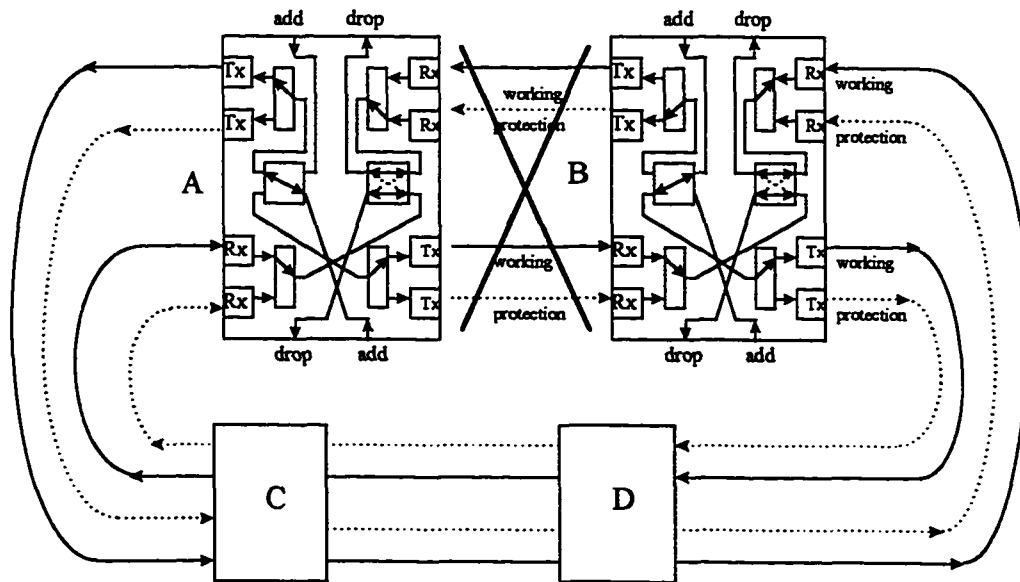 add drop add drop
Tx Rx Tx Rx
working working
Tx Rx Tx Rx
protection protection
A B
Rx Tx Rx Tx
working working
Rx Tx Rx Tx
protection protection
drop add drop add
C D